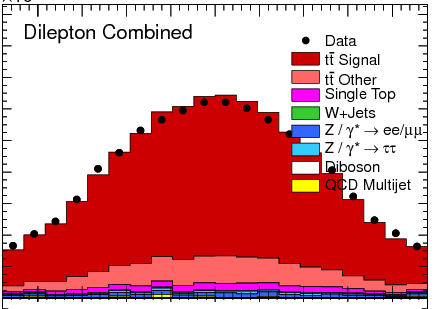 Dilepton Combined
Data
tt̄ Signal
tt̄ Other
Single Top
W+Jets
Z / γ* → ee/μμ
Z / γ* → ττ
Diboson
QCD Multijet